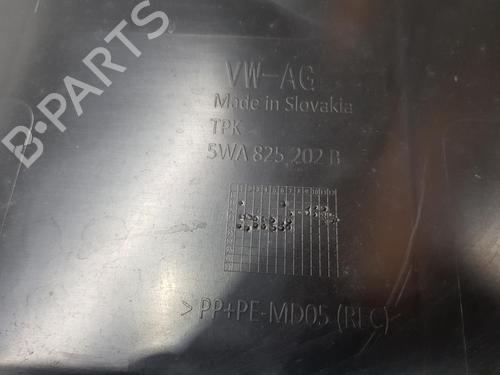 B-PARTS
VW-AG
Made in Slovakia
TPK
5WA 825 202 B
>PP+PE-MD05 (REC)